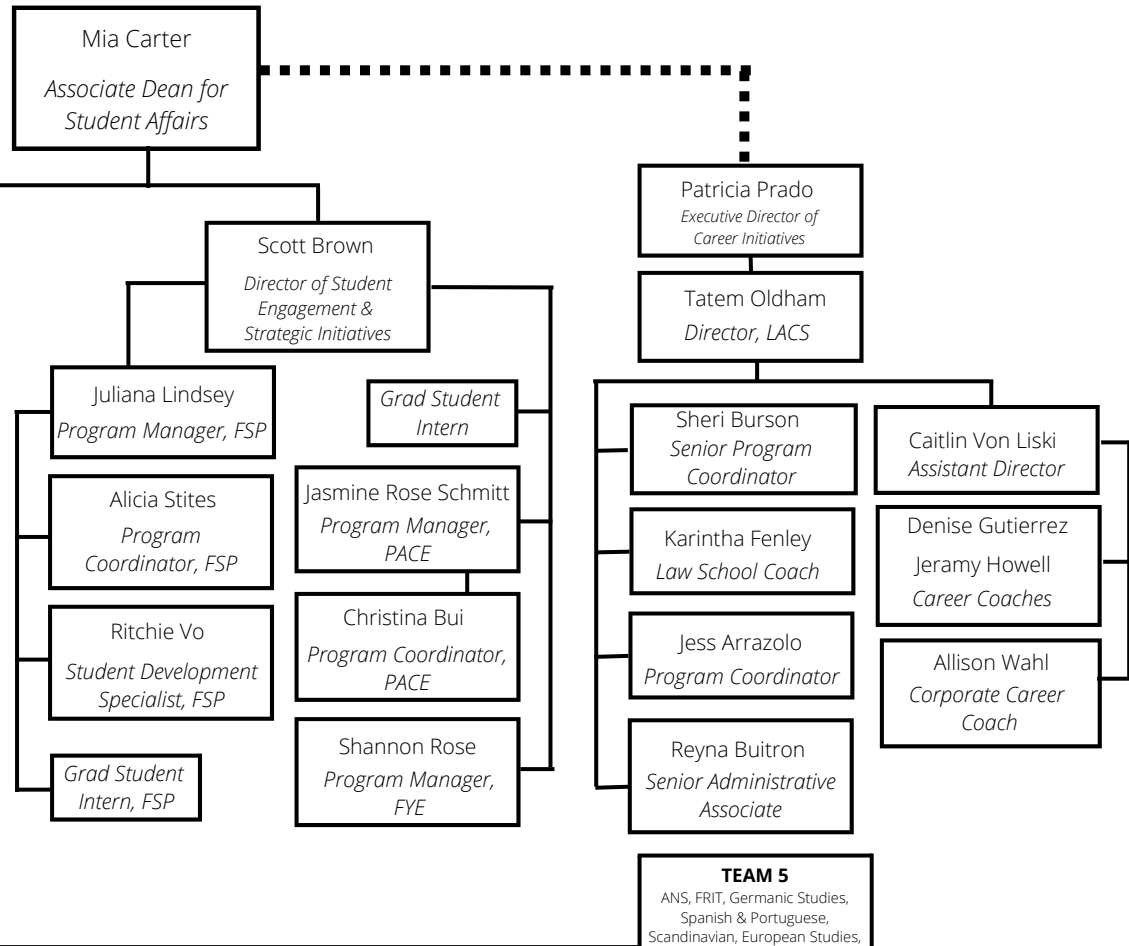 Mia Carter
Associate Dean for
Student Affairs
Patricia Prado
Executive Director of
Career Initiatives
Scott Brown
Director of Student
Engagement &
Strategic Initiatives
Tatem Oldham
Director, LACS
Juliana Lindsey
Program Manager, FSP
Alicia Stites
Program
Coordinator, FSP
Ritchie Vo
Student Development
Specialist, FSP
Grad Student
Intern, FSP
Grad Student
Intern
Jasmine Rose Schmitt
Program Manager,
PACE
Christina Bui
Program Coordinator,
PACE
Shannon Rose
Program Manager,
FYE
Sheri Burson
Senior Program
Coordinator
Karintha Fenley
Law School Coach
Jess Arrazolo
Program Coordinator
Reyna Buitron
Senior Administrative
Associate
Caitlin Von Liski
Assistant Director
Denise Gutierrez
Jeramy Howell
Career Coaches
Allison Wahl
Corporate Career
Coach
TEAM 5
ANS, FRIT, Germanic Studies,
Spanish & Portuguese,
Scandinavian, European Studies,